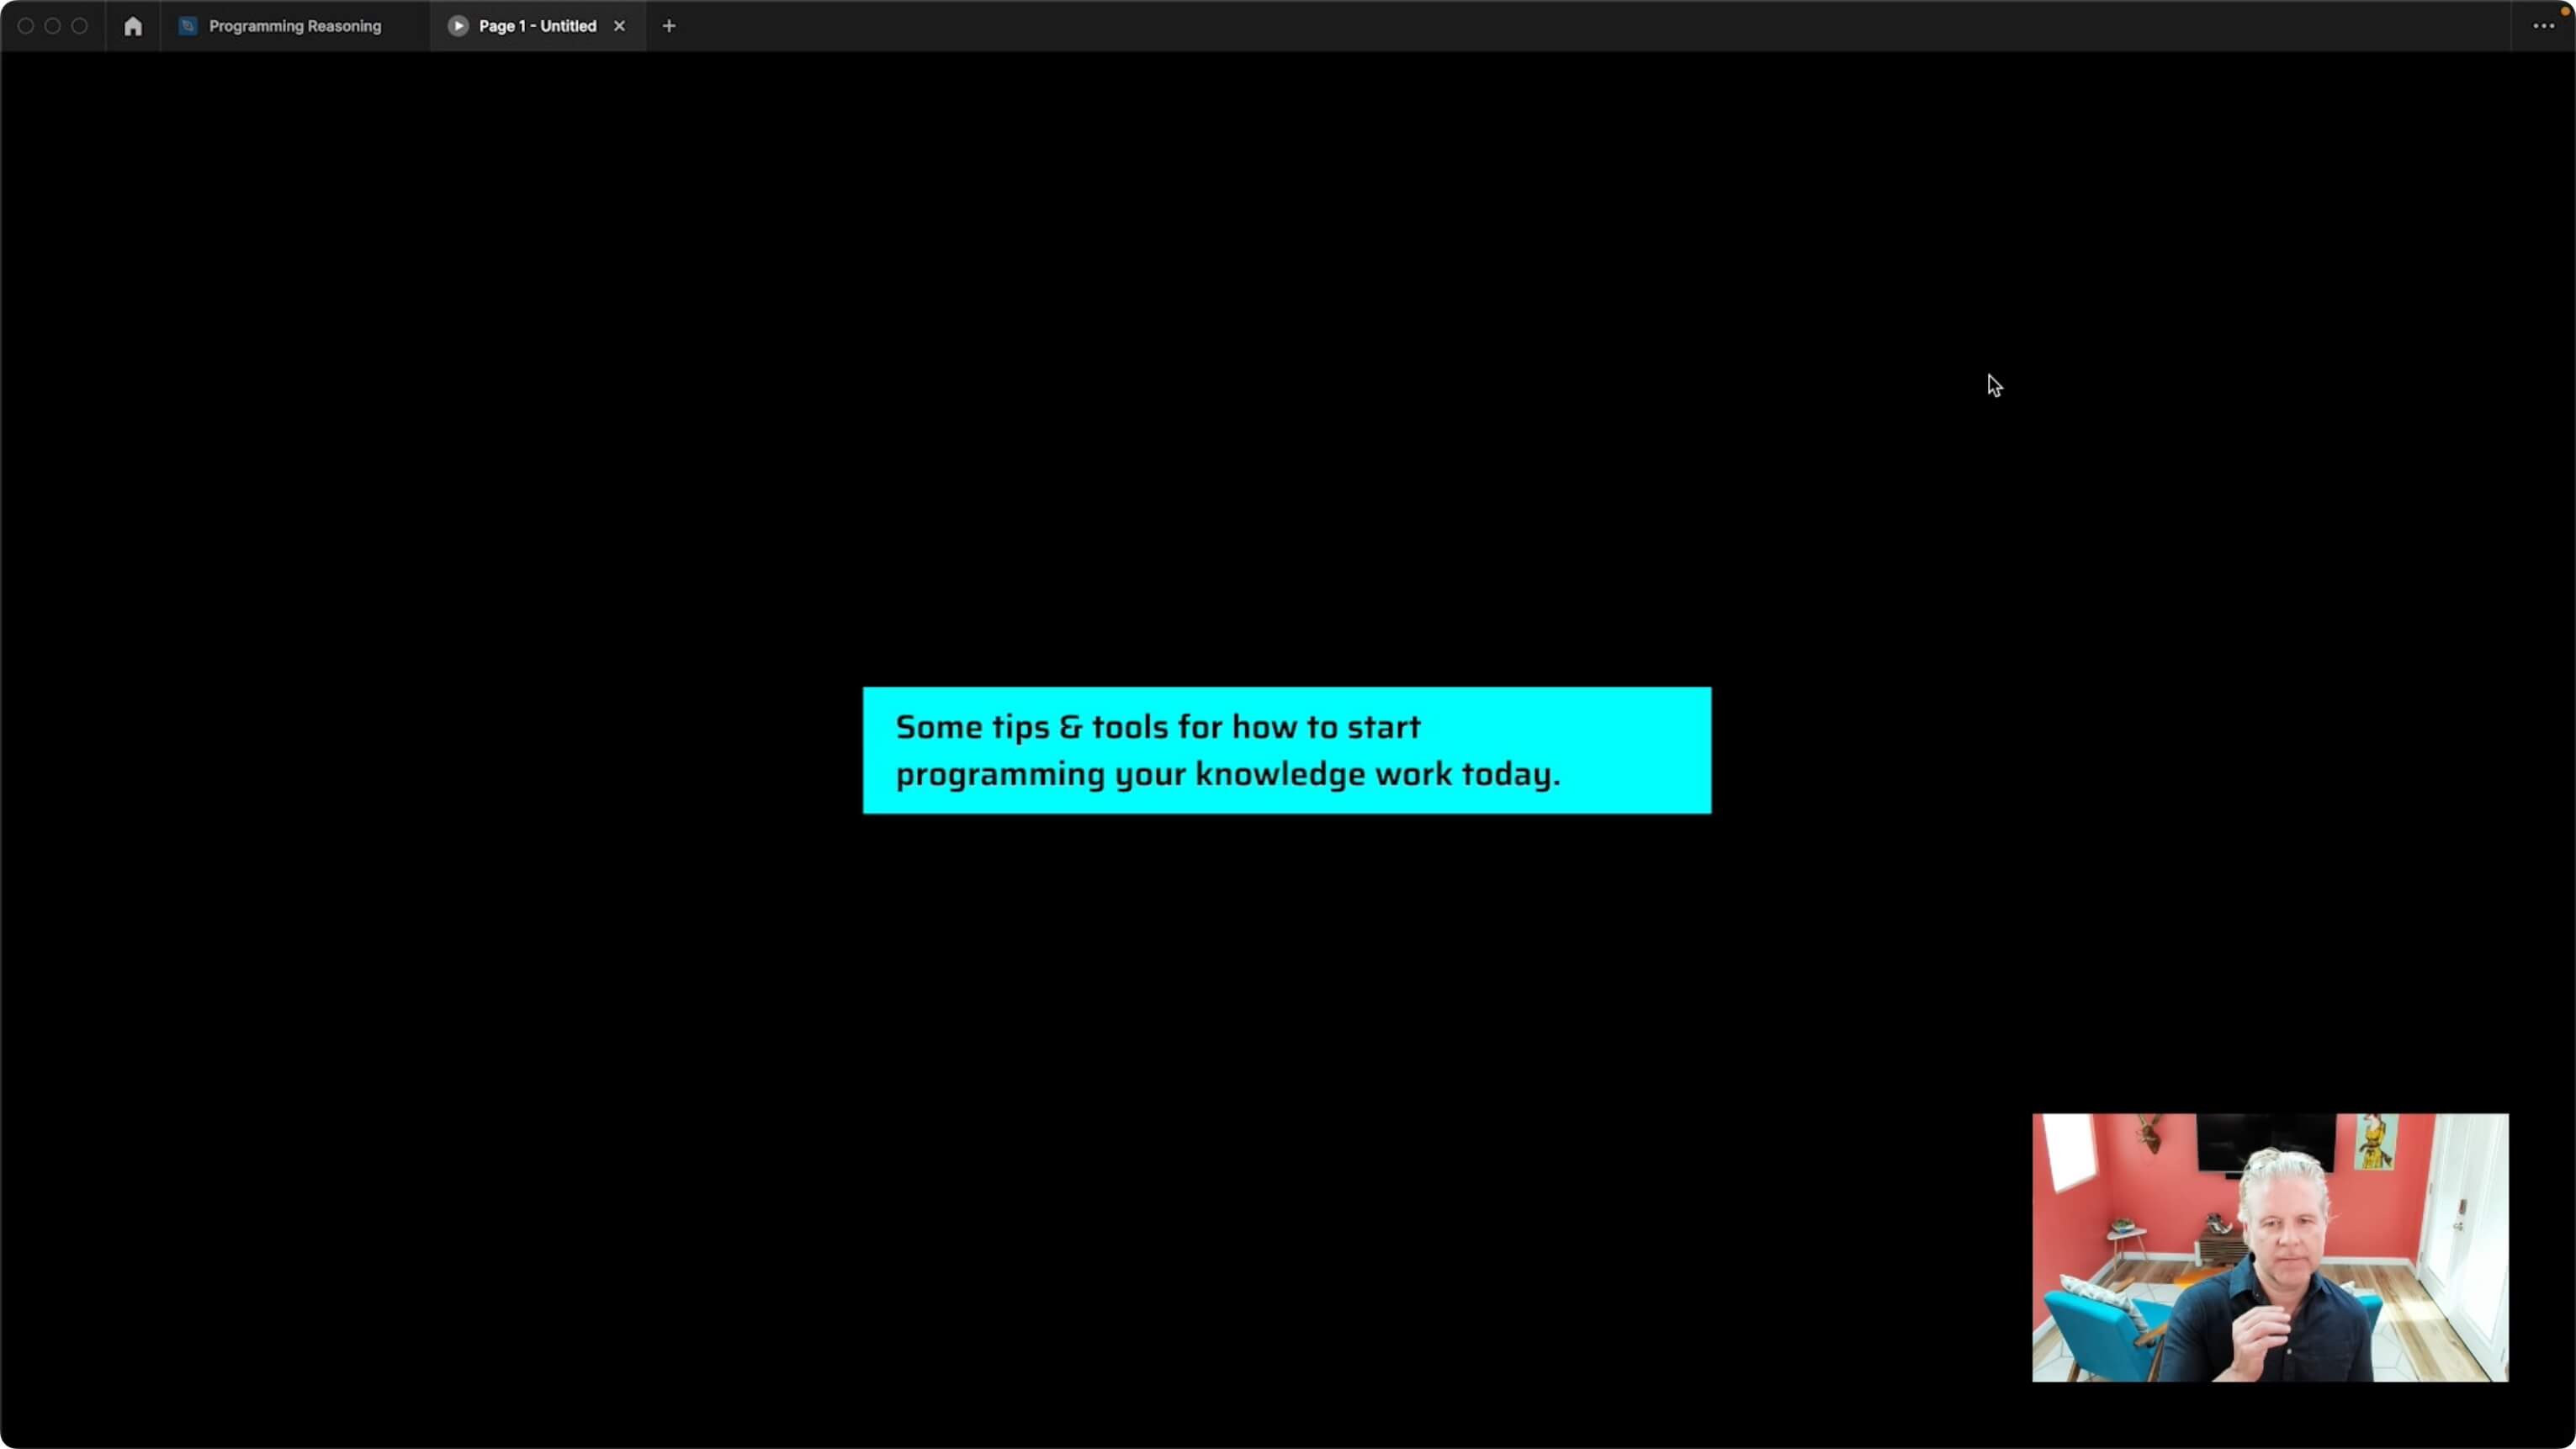 Programming Reasoning
Page 1 - Untitled
Some tips & tools for how to start
programming your knowledge work today.